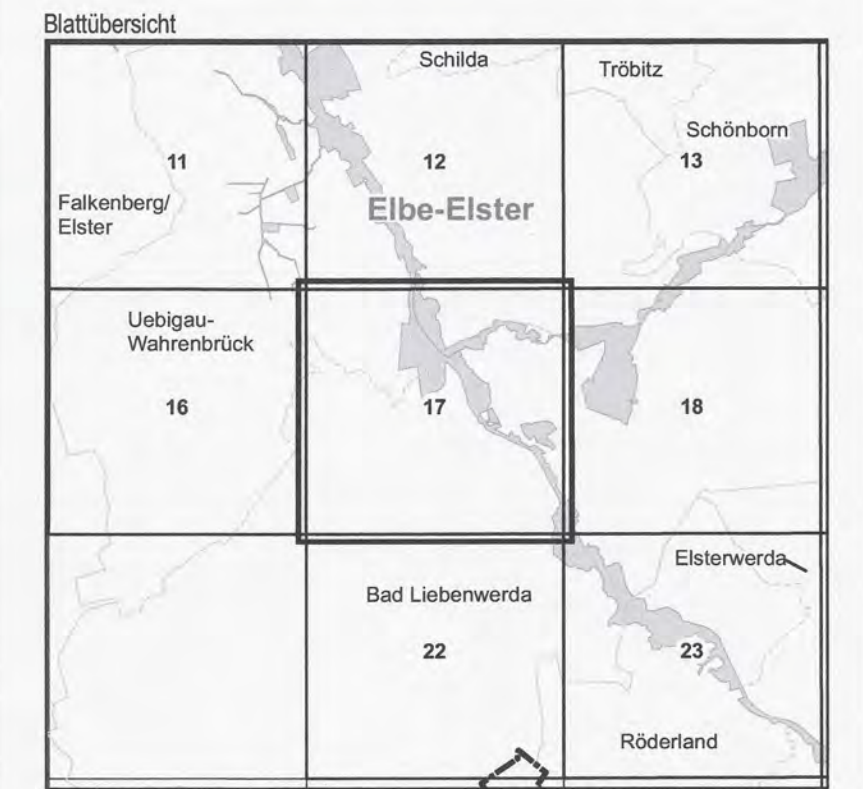 Blattübersicht
Schilda
Tröbitz
Schönborn
11
12
13
Falkenberg/
Elster
Elbe-Elster
Uebigau-
Wahrenbrück
16
17
18
Elsterwerda
Bad Liebenwerda
22
23
Röderland